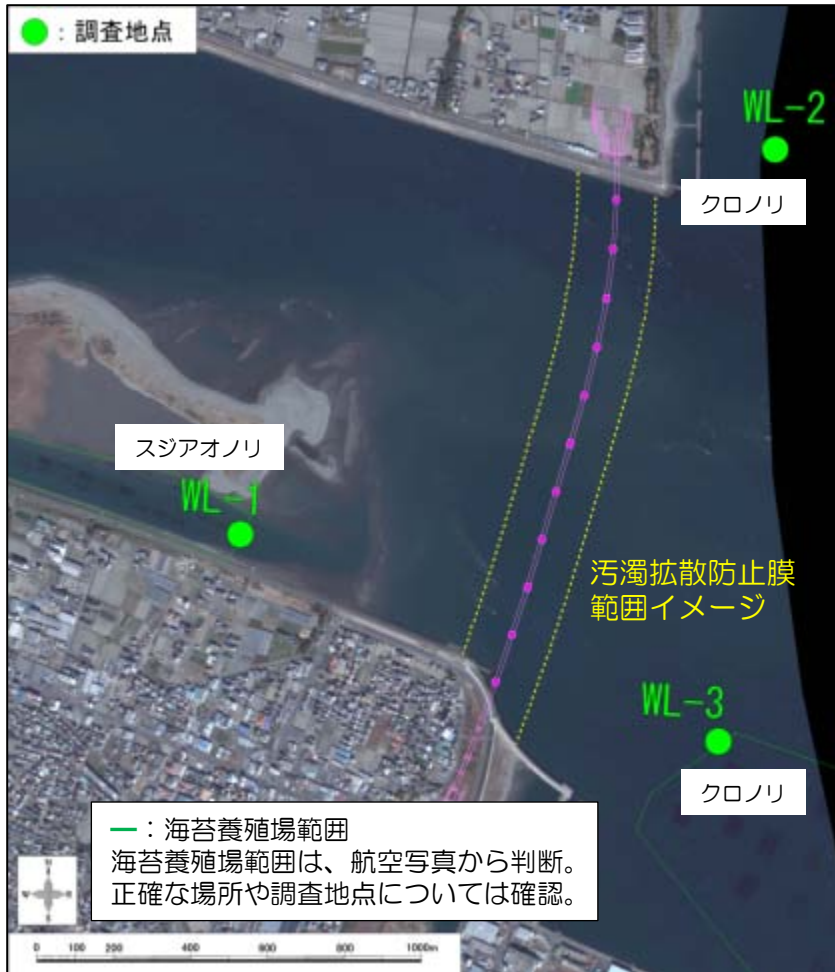 ●：調査地点
WL-2
クロノリ
スジアオノリ
WL-1
汚濁拡散防止膜
範囲イメージ
WL-3
クロノリ
―：海苔養殖場範囲
海苔養殖場範囲は、航空写真から判断。
正確な場所や調査地点については確認。
0 100 200 400 600 800 1000m